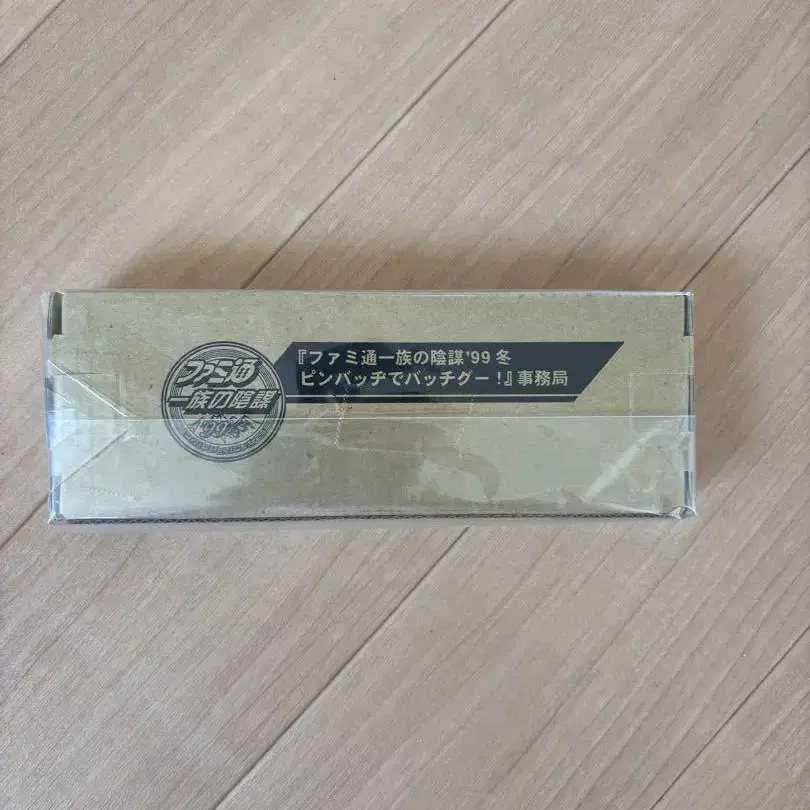 ファミ通
一族の陰謀
'99冬
『ファミ通一族の陰謀'99 冬
ピンバッヂでバッチグー!』事務局